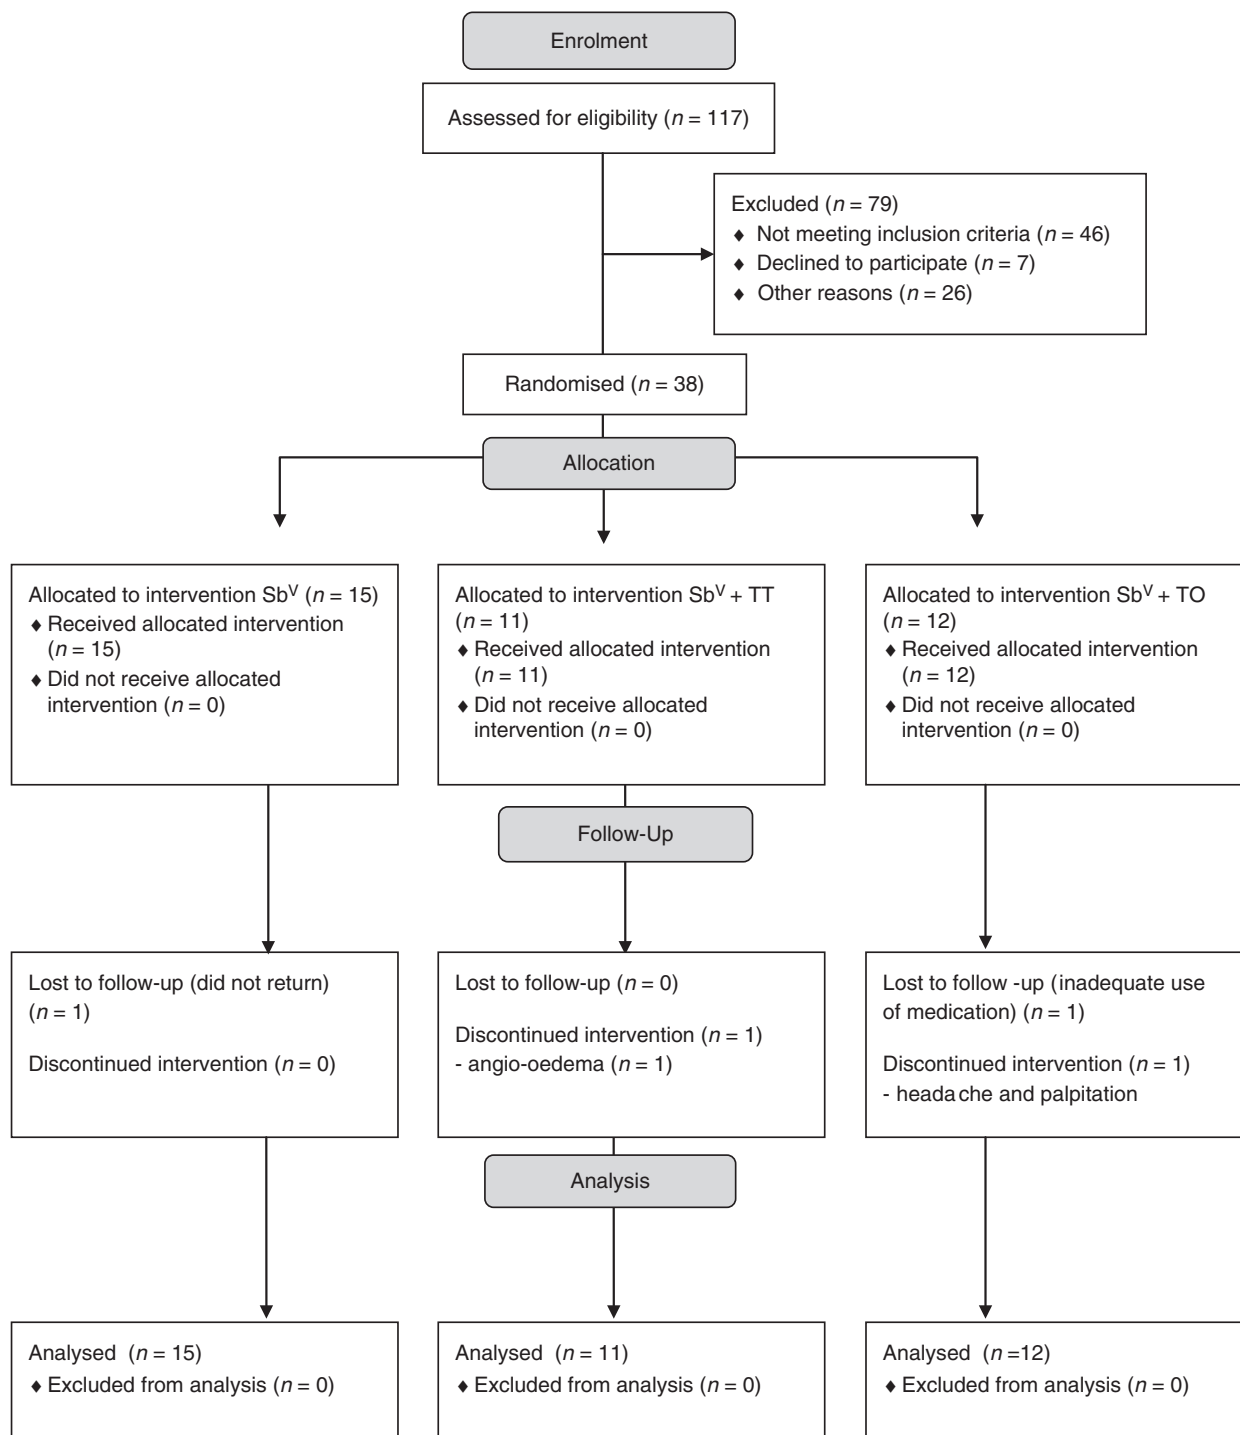 Enrolment
Assessed for eligibility (n = 117)
Excluded (n = 79)
♦ Not meeting inclusion criteria (n = 46)
♦ Declined to participate (n = 7)
♦ Other reasons (n = 26)
Randomised (n = 38)
Allocation
Allocated to intervention Sbⱽ (n = 15)
♦ Received allocated intervention
(n = 15)
♦ Did not receive allocated
intervention (n = 0)
Allocated to intervention Sbⱽ + TT
(n = 11)
♦ Received allocated intervention
(n = 11)
♦ Did not receive allocated
intervention (n = 0)
Allocated to intervention Sbⱽ + TO
(n = 12)
♦ Received allocated intervention
(n = 12)
♦ Did not receive allocated
intervention (n = 0)
Follow-Up
Lost to follow-up (did not return)
(n = 1)
Discontinued intervention (n = 0)
Lost to follow-up (n = 0)
Discontinued intervention (n = 1)
- angio-oedema (n = 1)
Lost to follow -up (inadequate use
of medication) (n = 1)
Discontinued intervention (n = 1)
- headache and palpitation
Analysis
Analysed (n = 15)
♦ Excluded from analysis (n = 0)
Analysed (n = 11)
♦ Excluded from analysis (n = 0)
Analysed (n =12)
♦ Excluded from analysis (n = 0)